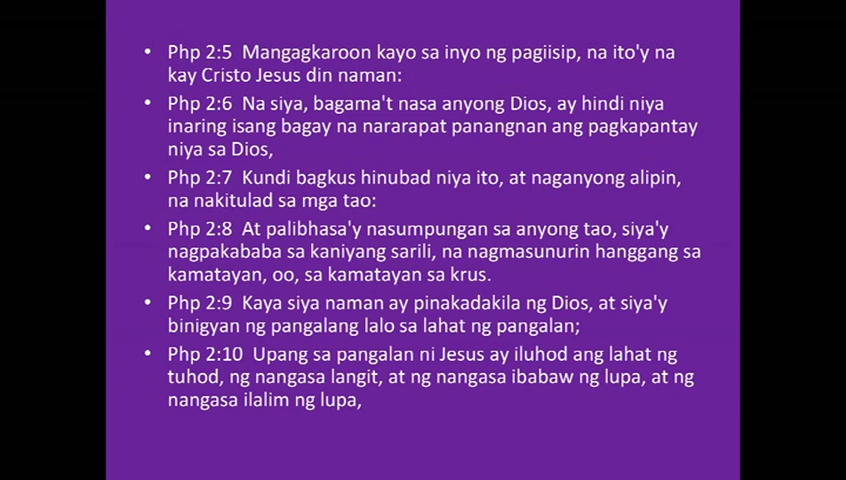 • Php 2:5 Mangagkaroon kayo sa inyo ng pagiisip, na ito'y na
kay Cristo Jesus din naman:
• Php 2:6 Na siya, bagama't nasa anyong Dios, ay hindi niya
inaring isang bagay na nararapat panangnan ang pagkapantay
niya sa Dios,
• Php 2:7 Kundi bagkus hinubad niya ito, at naganyong alipin,
na nakitulad sa mga tao:
• Php 2:8 At palibhasa'y nasumpungan sa anyong tao, siya'y
nagpakababa sa kaniyang sarili, na nagmasunurin hanggang sa
kamatayan, oo, sa kamatayan sa krus.
• Php 2:9 Kaya siya naman ay pinakadakila ng Dios, at siya'y
binigyan ng pangalang lalo sa lahat ng pangalan;
• Php 2:10 Upang sa pangalan ni Jesus ay iluhod ang lahat ng
tuhod, ng nangasa langit, at ng nangasa ibabaw ng lupa, at ng
nangasa ilalim ng lupa,